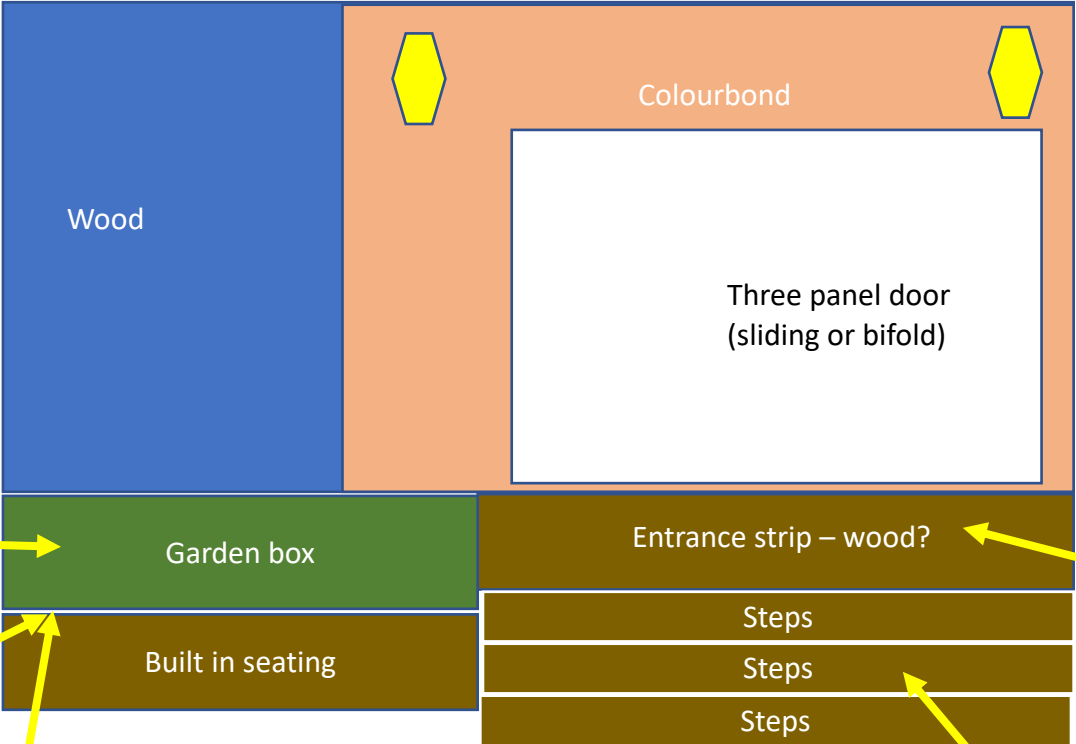 Colourbond
Wood
Three panel door
(sliding or bifold)
Entrance strip – wood?
Garden box
Steps
Built in seating
Steps
Steps